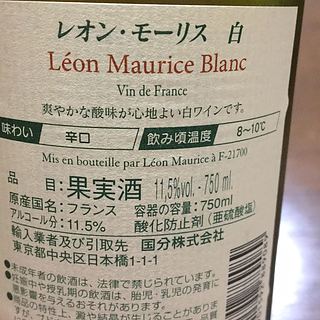 レオン・モーリス 白
Léon Maurice Blanc
Vin de France
爽やかな酸味が心地よい白ワインです。
味わい 辛口 飲み頃温度 8~10℃
Mis en bouteille par Léon Maurice à F-21700
品 目:果実酒 11,5%vol.- 750 ml.
原産国名:フランス 容器の容量:750ml
アルコール分:11.5% 酸化防止剤(亜硫酸塩)
輸入業者及び引取先 国分株式会社
東京都中央区日本橋1-1-1
●未成年者の飲酒は、法律で禁じられています。
●妊娠中や授乳期の飲酒は、胎児・乳児の発育に
悪影響を与えるおそれがあります。